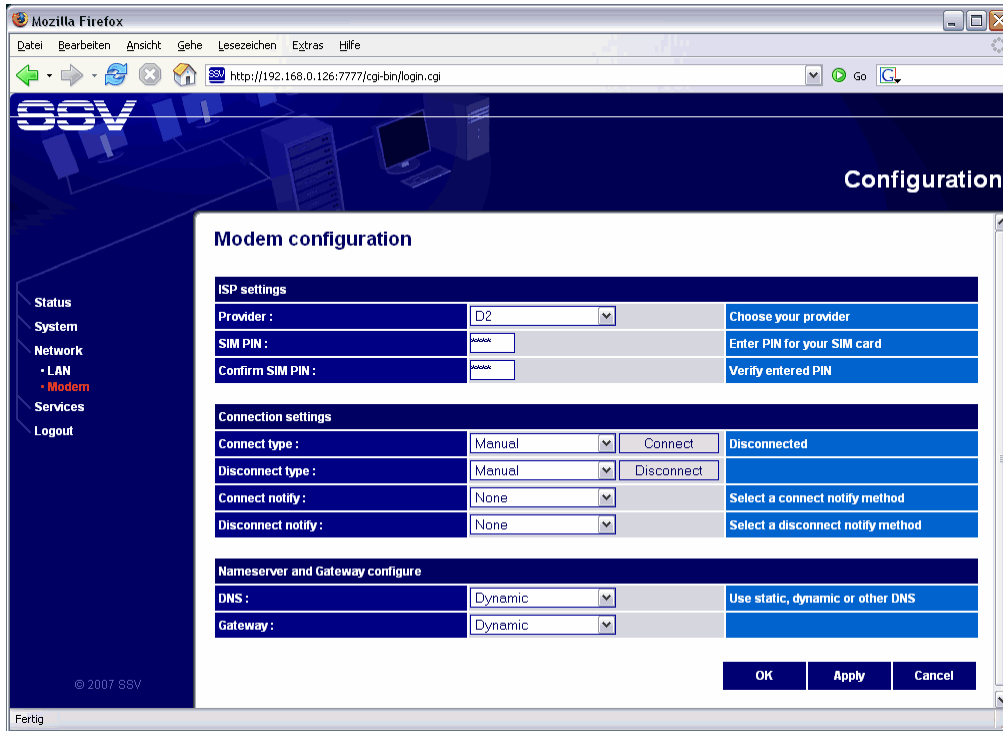 Mozilla Firefox
Datei Bearbeiten Ansicht Gehe Lesezeichen Extras Hilfe
http://192.168.0.126:7777/cgi-bin/login.cgi Go G
SSV
Configuration
Modem configuration
ISP settings
Provider : D2 Choose your provider
SIM PIN : **** Enter PIN for your SIM card
Confirm SIM PIN : **** Verify entered PIN
Connection settings
Connect type : Manual Connect Disconnected
Disconnect type : Manual Disconnect
Connect notify : None Select a connect notify method
Disconnect notify : None Select a disconnect notify method
Nameserver and Gateway configure
DNS : Dynamic Use static, dynamic or other DNS
Gateway : Dynamic
OK Apply Cancel
Status
System
Network
• LAN
• Modem
Services
Logout
© 2007 SSV
Fertig